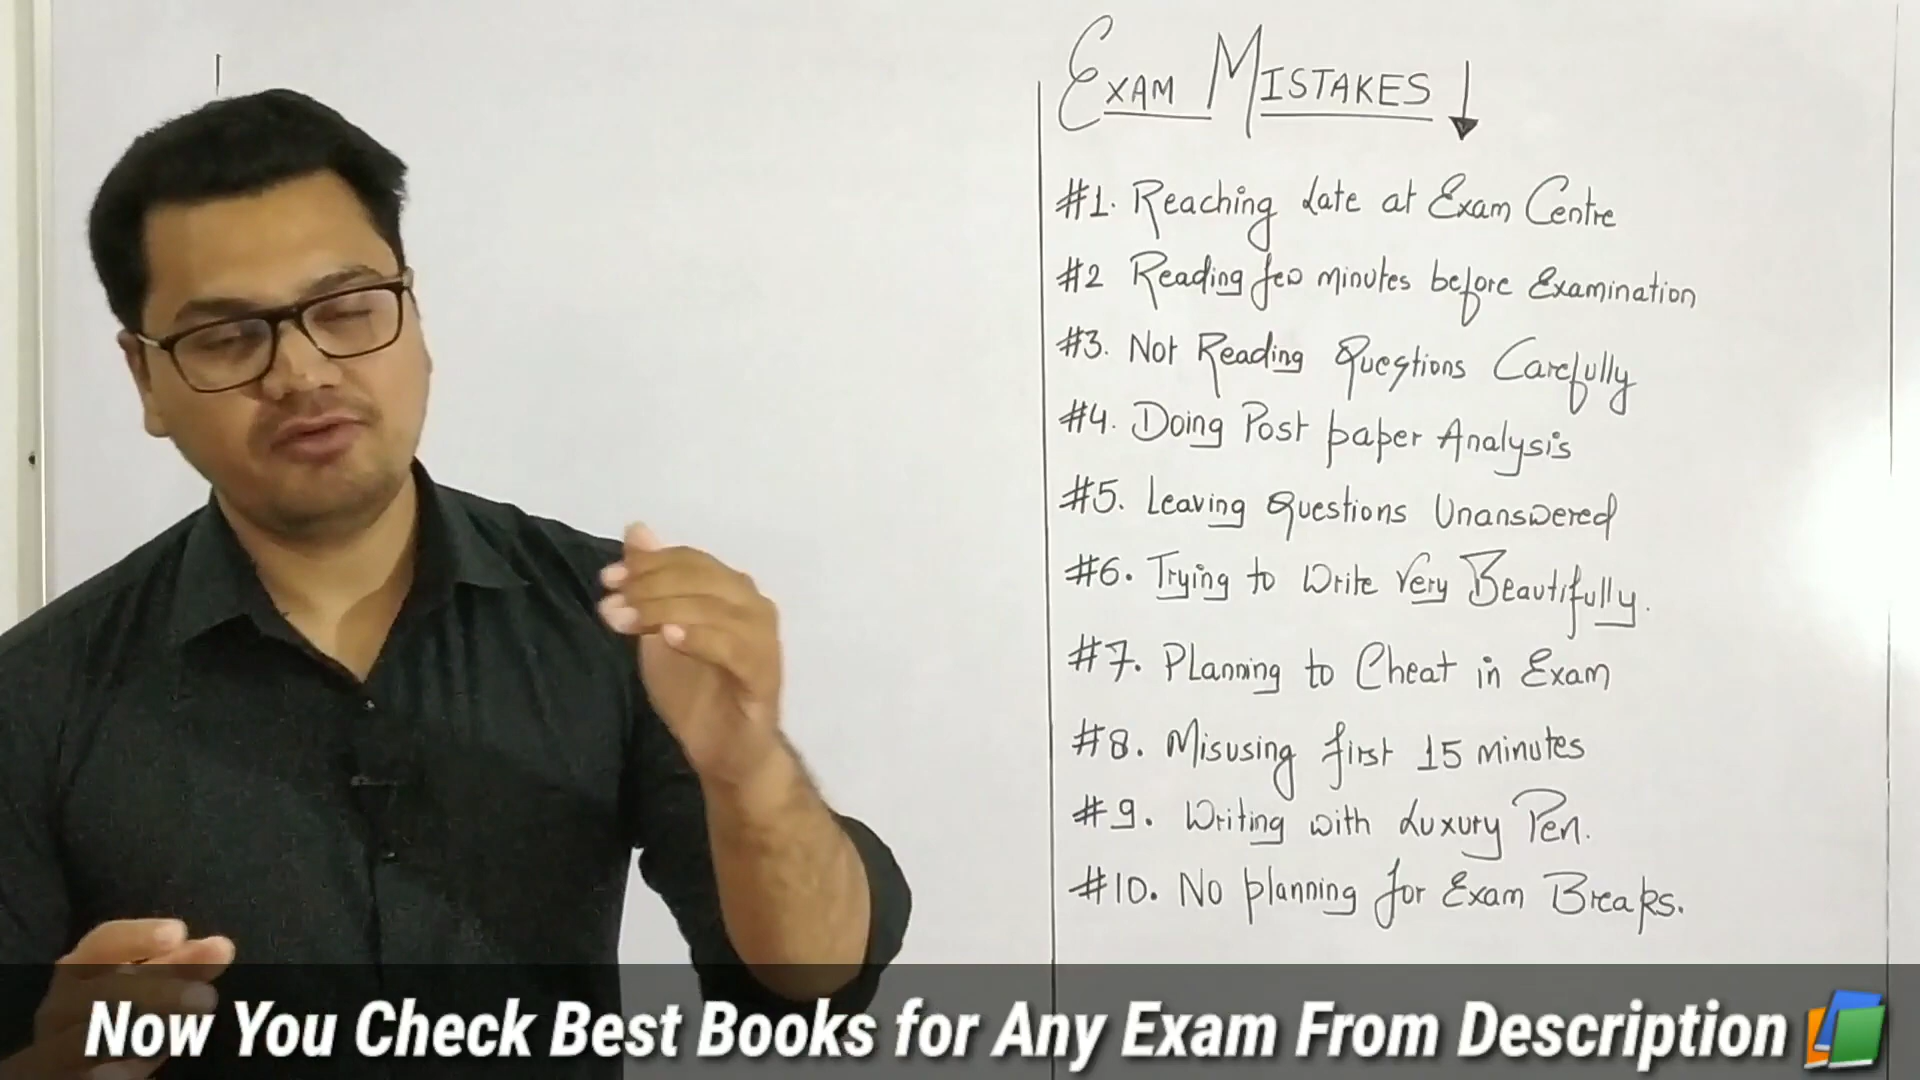 Exam Mistakes ↓
#1. Reaching Late at Exam Centre
#2 Reading few minutes before Examination
#3. Not Reading Questions Carefully
#4. Doing Post paper Analysis
#5. Leaving Questions Unanswered
#6. Trying to Write Very Beautifully.
#7. Planning to Cheat in Exam
#8. Misusing first 15 minutes
#9. Writing with Luxury Pen.
#10. No planning for Exam Breaks.
Now You Check Best Books for Any Exam From Description